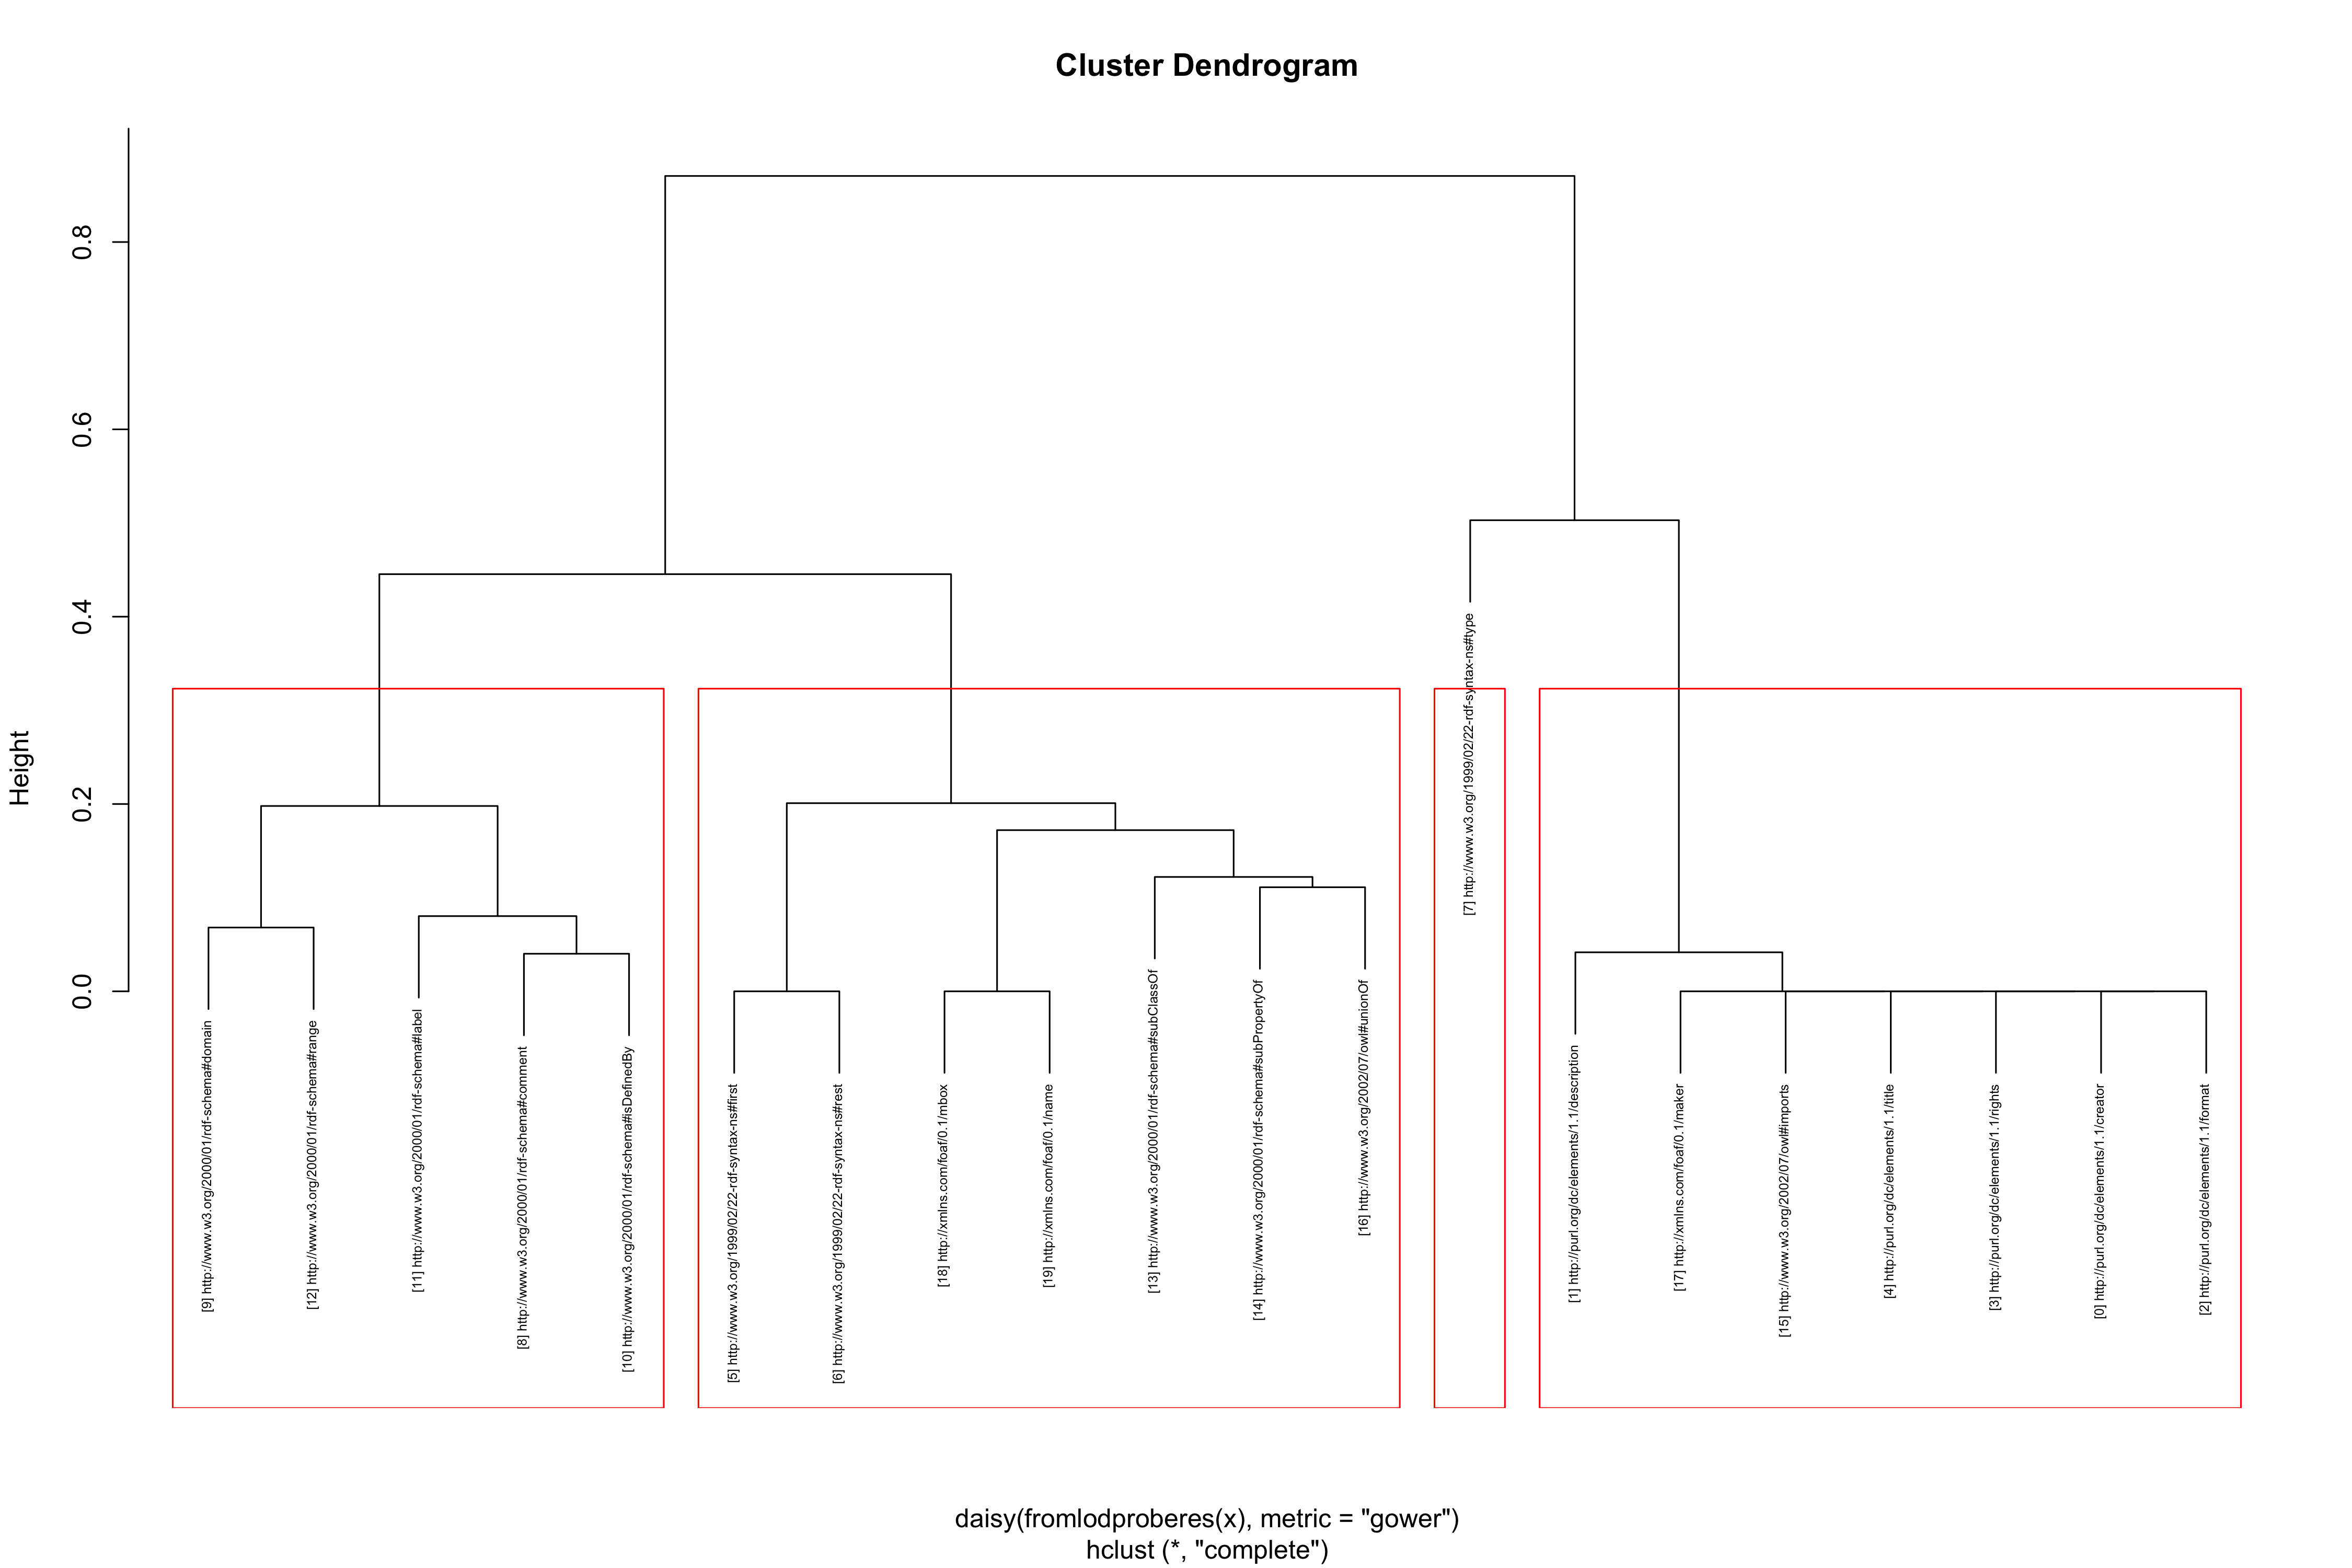 Cluster Dendrogram
Height
0.0
0.2
0.4
0.6
0.8
[9] http://www.w3.org/2000/01/rdf-schema#domain
[12] http://www.w3.org/2000/01/rdf-schema#range
[11] http://www.w3.org/2000/01/rdf-schema#label
[8] http://www.w3.org/2000/01/rdf-schema#comment
[10] http://www.w3.org/2000/01/rdf-schema#isDefinedBy
[5] http://www.w3.org/1999/02/22-rdf-syntax-ns#first
[6] http://www.w3.org/1999/02/22-rdf-syntax-ns#rest
[18] http://xmlns.com/foaf/0.1/mbox
[19] http://xmlns.com/foaf/0.1/name
[13] http://www.w3.org/2000/01/rdf-schema#subClassOf
[14] http://www.w3.org/2000/01/rdf-schema#subPropertyOf
[16] http://www.w3.org/2002/07/owl#unionOf
[7] http://www.w3.org/1999/02/22-rdf-syntax-ns#type
[1] http://purl.org/dc/elements/1.1/description
[17] http://xmlns.com/foaf/0.1/maker
[15] http://www.w3.org/2002/07/owl#imports
[4] http://purl.org/dc/elements/1.1/title
[3] http://purl.org/dc/elements/1.1/rights
[0] http://purl.org/dc/elements/1.1/creator
[2] http://purl.org/dc/elements/1.1/format
daisy(fromlodproberes(x), metric = "gower")
hclust (*, "complete")